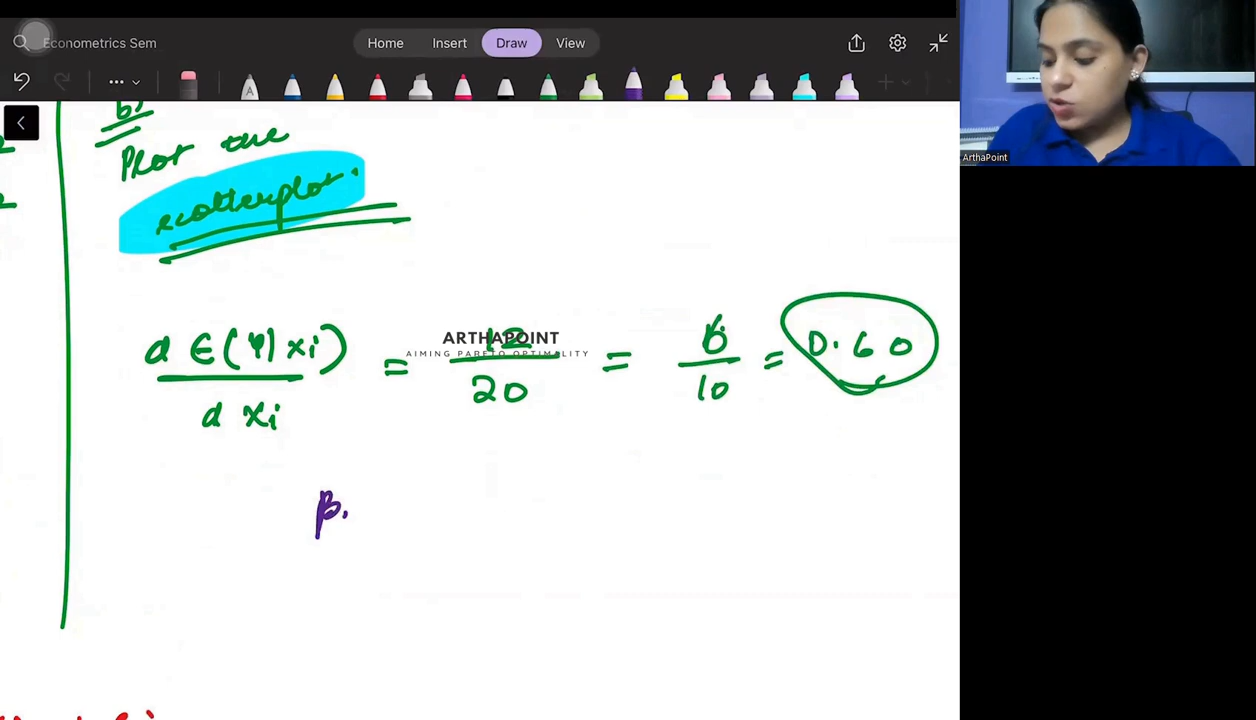 Econometrics Sem
Home Insert Draw View
A
b)
Plot the
scatterplot.
ArthaPoint
d E(Y|Xi) / d Xi = 12 / 20 = 6 / 10 = 0.60
ARTHAPOINT
AIMING PARETO OPTIMALITY
β.